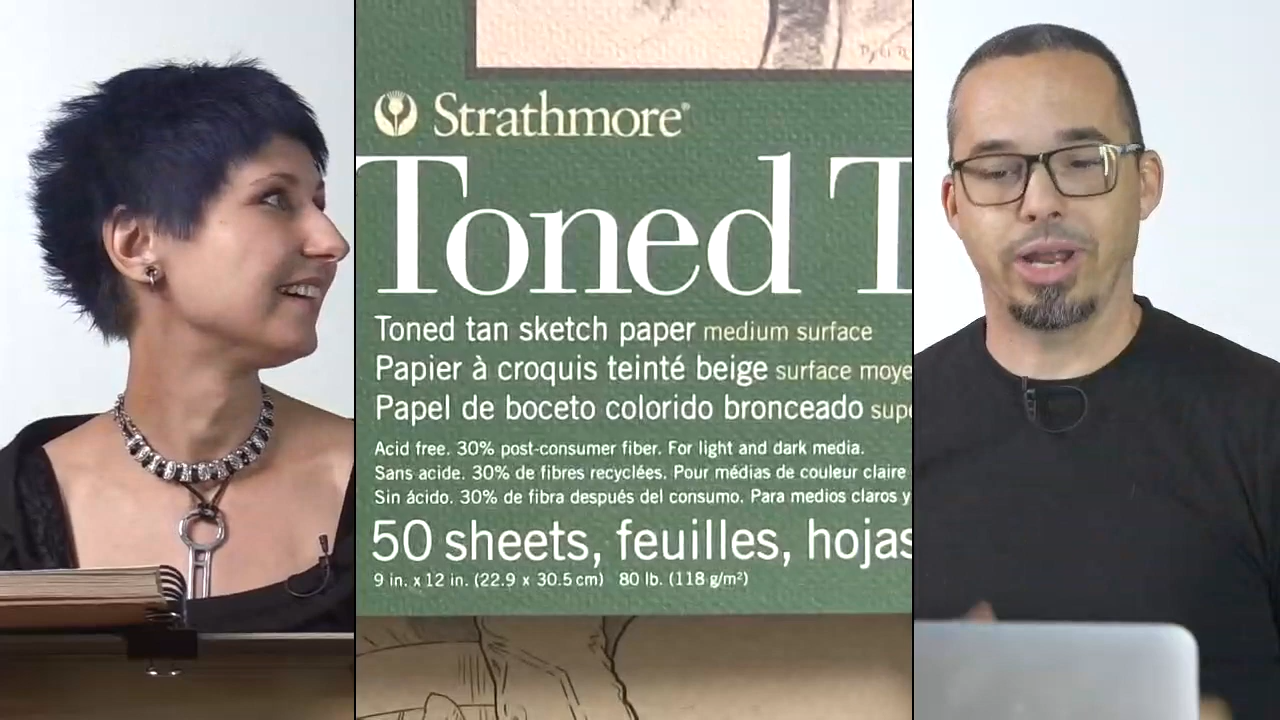 Strathmore®
Toned T
Toned tan sketch paper medium surface
Papier à croquis teinté beige surface moye
Papel de boceto colorido bronceado supe
Acid free. 30% post-consumer fiber. For light and dark media.
Sans acide. 30% de fibres recyclées. Pour médias de couleur claire
Sin ácido. 30% de fibra después del consumo. Para medios claros y
50 sheets, feuilles, hojas
9 in. x 12 in. (22.9 x 30.5 cm) 80 lb. (118 g/m²)